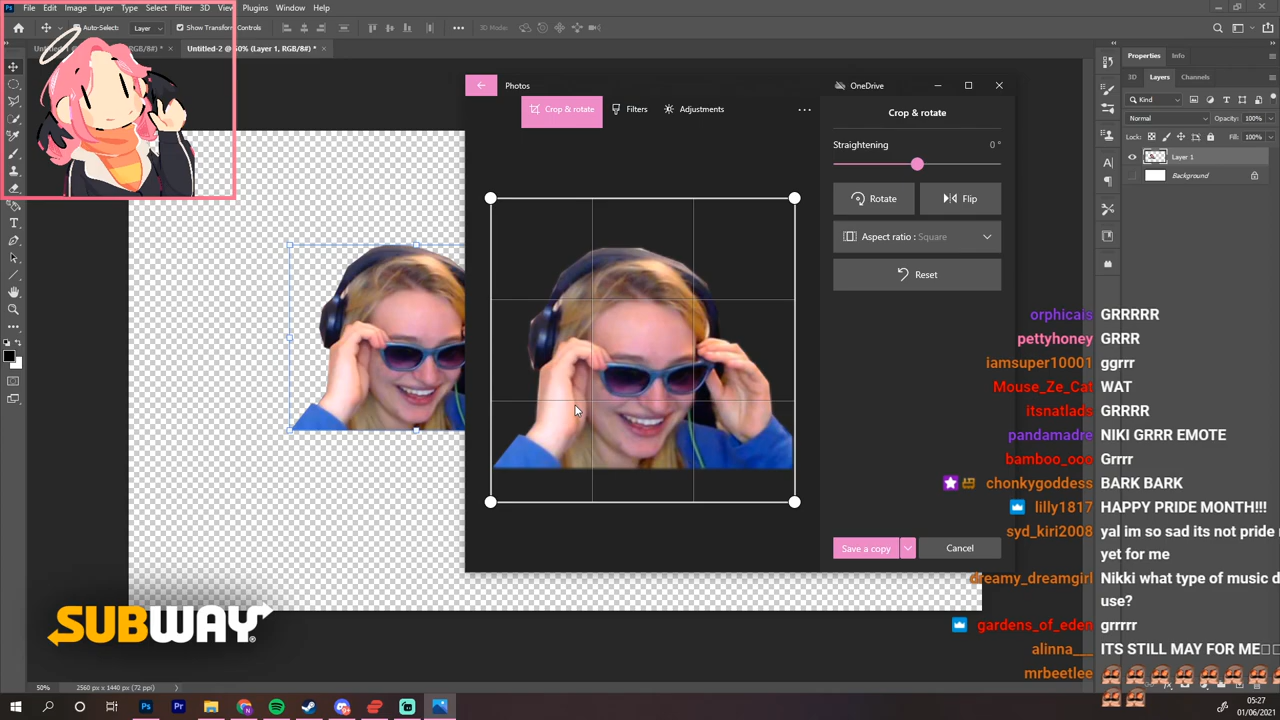 File Edit Image Layer Type Select Filter 3D View Plugins Window Help
Auto-Select: Layer Show Transform Controls 3D Mode:
Untitled-2 @ 50% (Layer 1, RGB/8#) *
Photos
OneDrive
Crop & rotate Filters Adjustments
Crop & rotate
Straightening 0 °
Rotate Flip
Aspect ratio : Square
Reset
Save a copy Cancel
Properties Info
3D Layers Channels
Kind
Normal Opacity: 100%
Lock: Fill: 100%
Layer 1
Background
orphicais GRRRRR
pettyhoney GRRR
iamsuper10001 ggrrr
Mouse_Ze_Cat WAT
itsnatlads GRRRR
pandamadre NIKI GRRR EMOTE
bamboo_ooo Grrrr
chonkygoddess BARK BARK
lilly1817 HAPPY PRIDE MONTH!!!
syd_kiri2008 yal im so sad its not pride
yet for me
dreamy_dreamgirl Nikki what type of music d
use?
gardens_of_eden grrrrr
alinna___ ITS STILL MAY FOR ME
mrbeetlee
SUBWAY
50% 2560 px x 1440 px (72 ppi)
05:27
01/06/2021